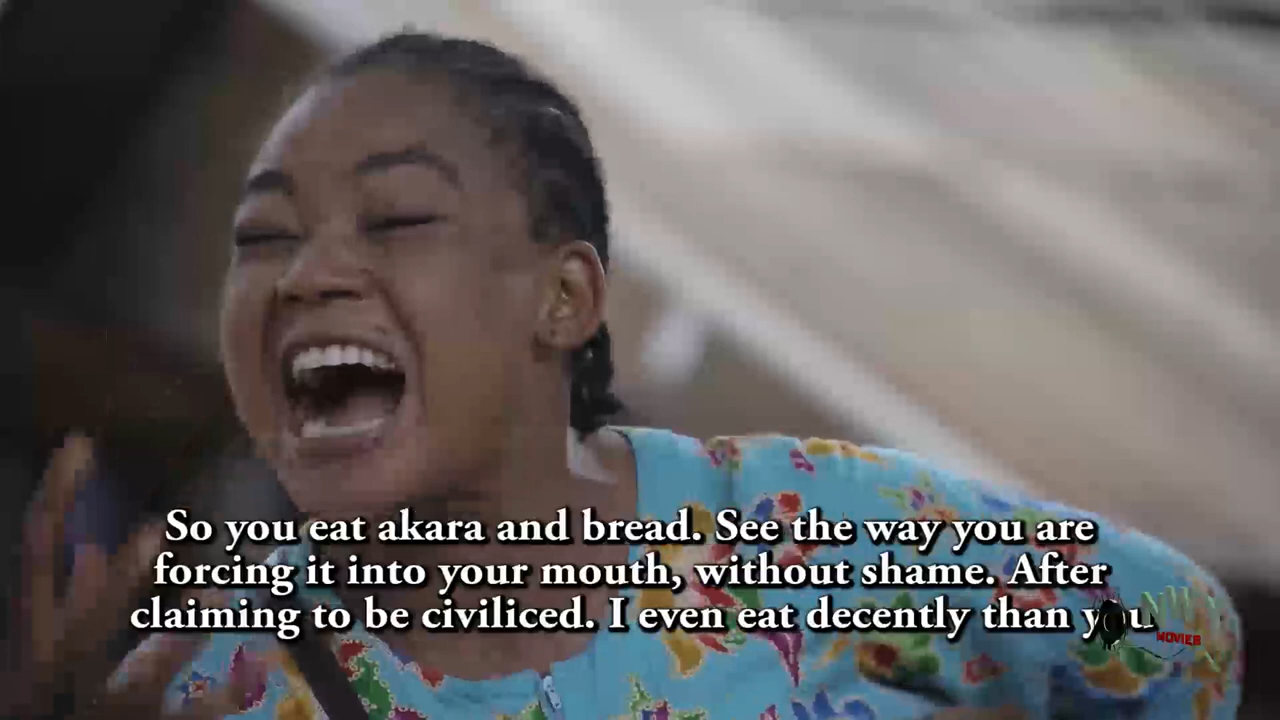 So you eat akara and bread. See the way you are
forcing it into your mouth, without shame. After
claiming to be civiliced. I even eat decently than you
MOVIES